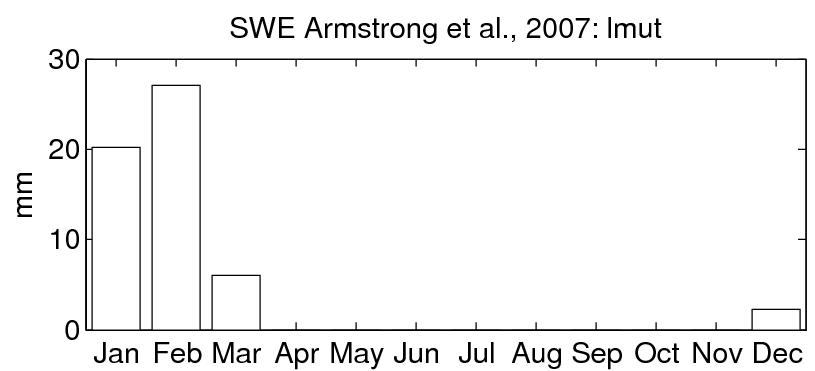 SWE Armstrong et al., 2007: lmut
30
20
10
0
mm
Jan Feb Mar Apr May Jun Jul Aug Sep Oct Nov Dec